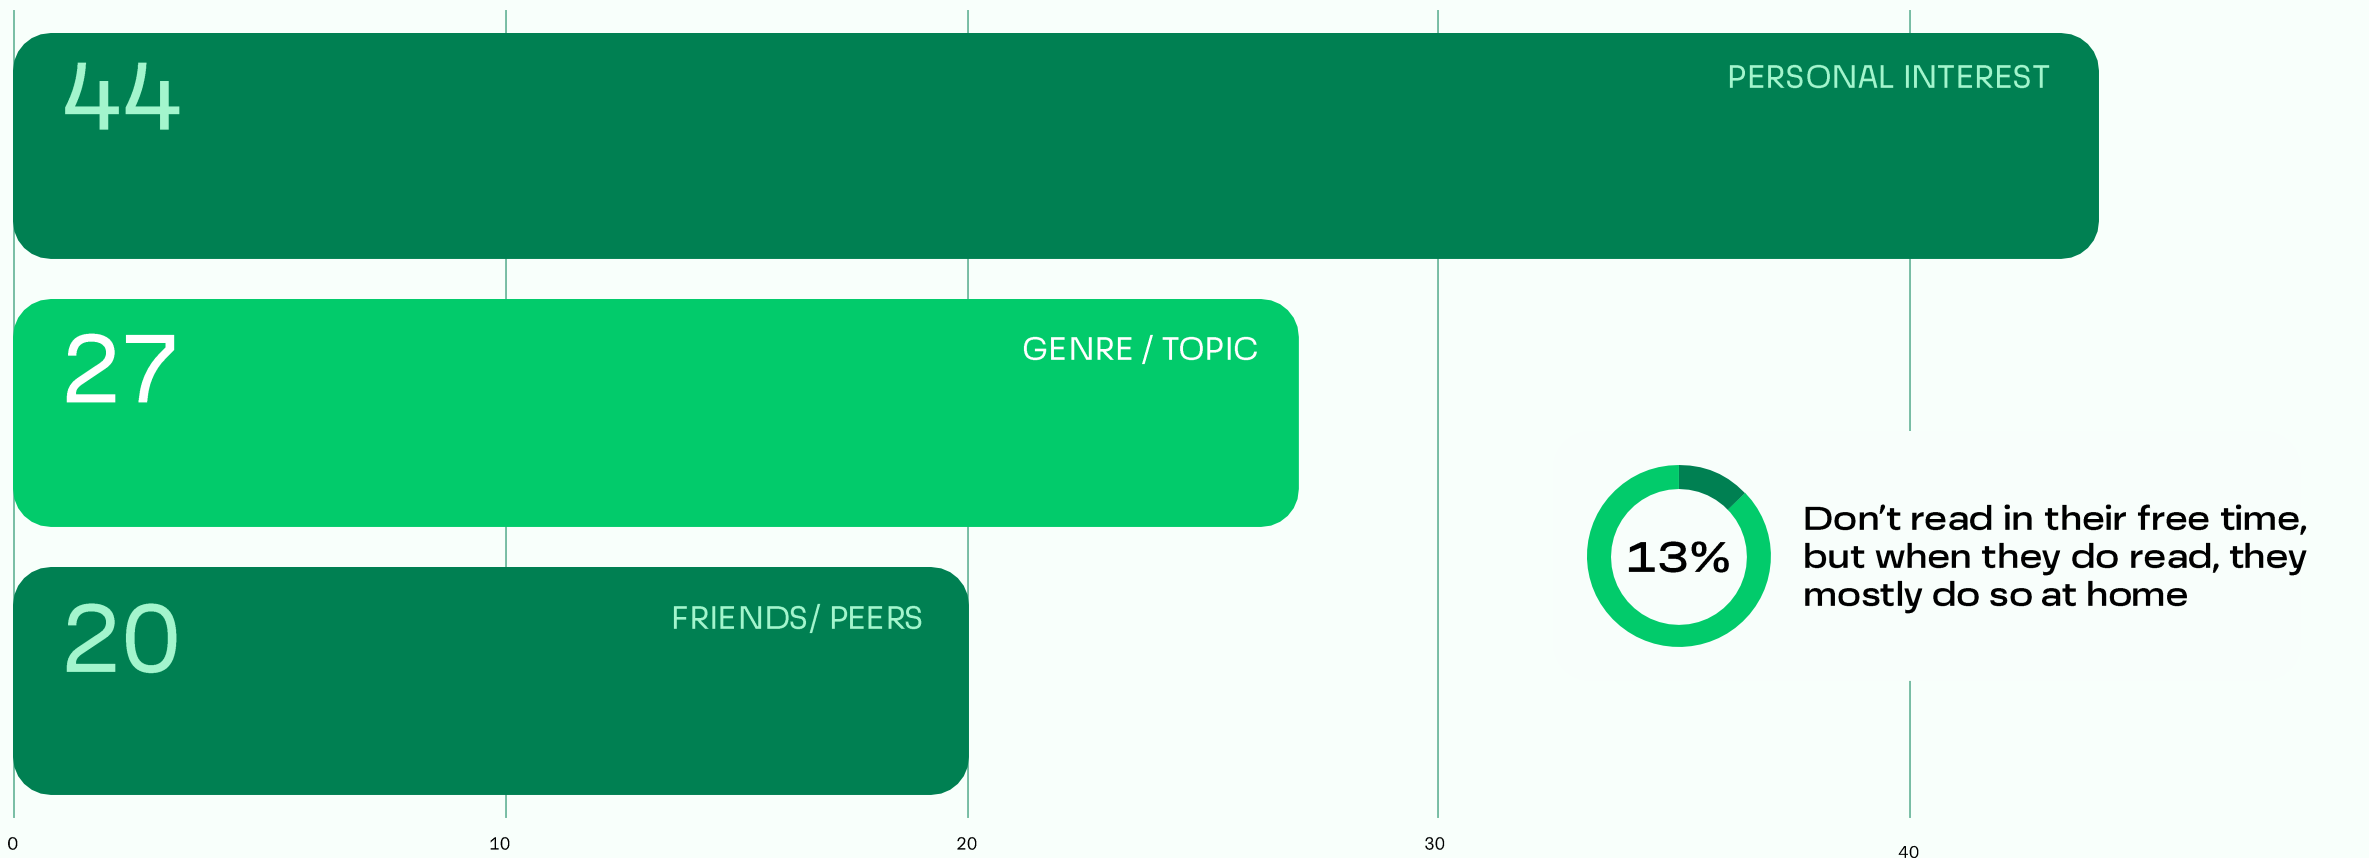 44
PERSONAL INTEREST
27
GENRE / TOPIC
20
FRIENDS/ PEERS
13%
Don’t read in their free time,
but when they do read, they
mostly do so at home
0 10 20 30 40